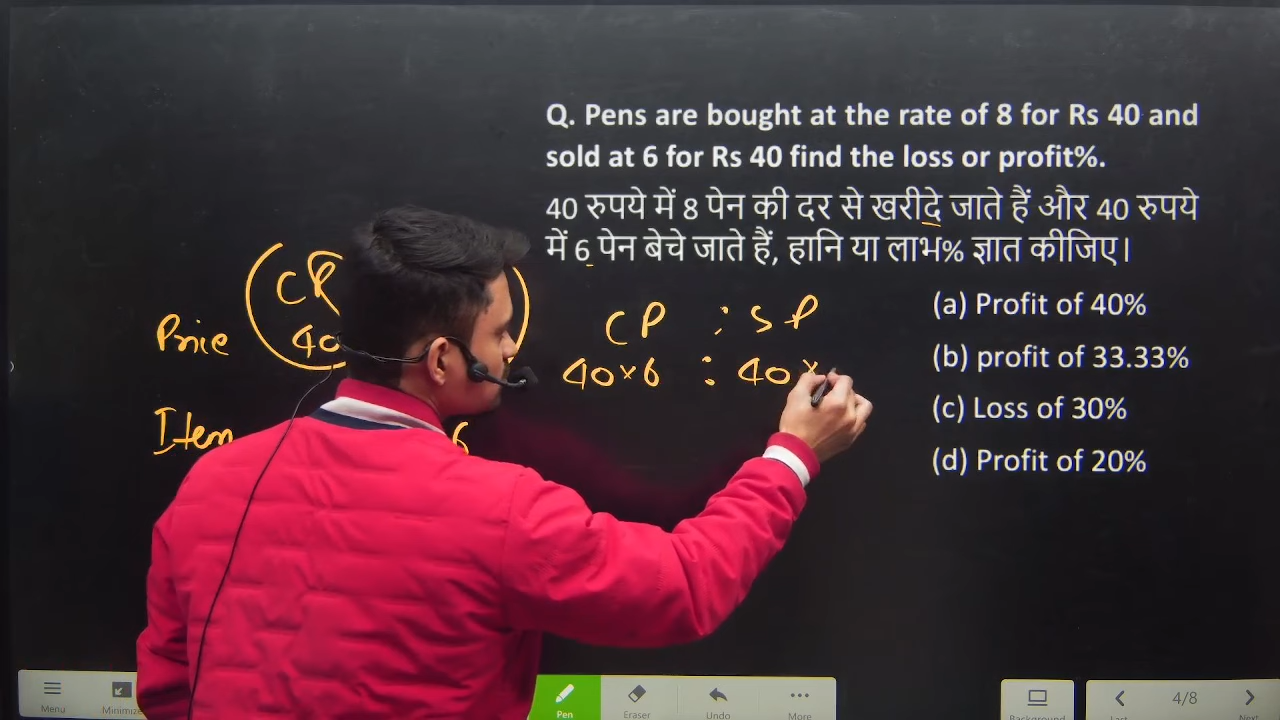 Q. Pens are bought at the rate of 8 for Rs 40 and
sold at 6 for Rs 40 find the loss or profit%.
40 रुपये में 8 पेन की दर से खरीदे जाते हैं और 40 रुपये
में 6 पेन बेचे जाते हैं, हानि या लाभ% ज्ञात कीजिए।
(a) Profit of 40%
(b) profit of 33.33%
(c) Loss of 30%
(d) Profit of 20%
CP
Price 40
Item 6
CP : SP
40×6 : 40×
Menu
Pen
Eraser
Undo
More
4/8